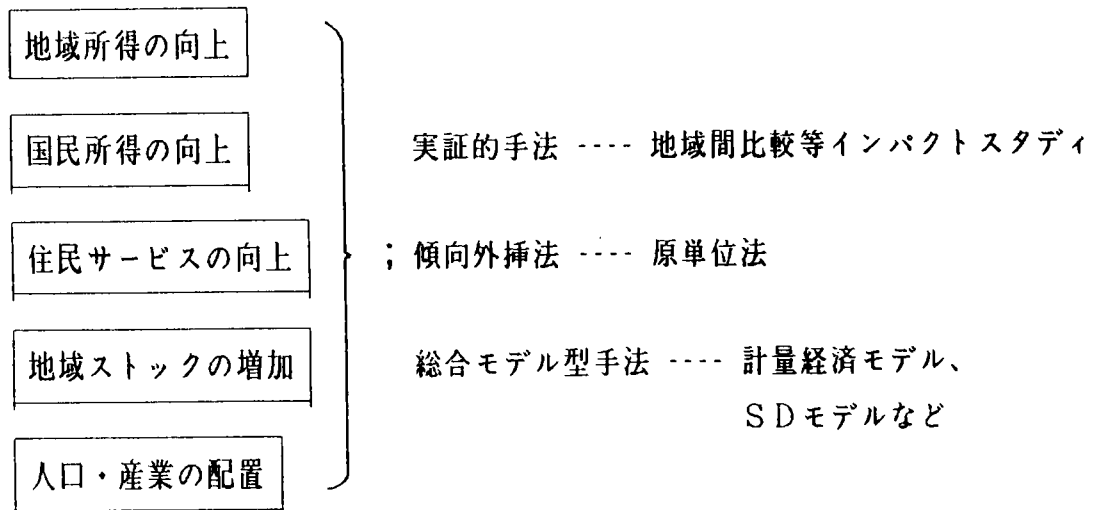 地域所得の向上
国民所得の向上
実証的手法 ---- 地域間比較等インパクトスタディ
住民サービスの向上
; 傾向外挿法 ---- 原単位法
地域ストックの増加
総合モデル型手法 ---- 計量経済モデル、
SDモデルなど
人口・産業の配置